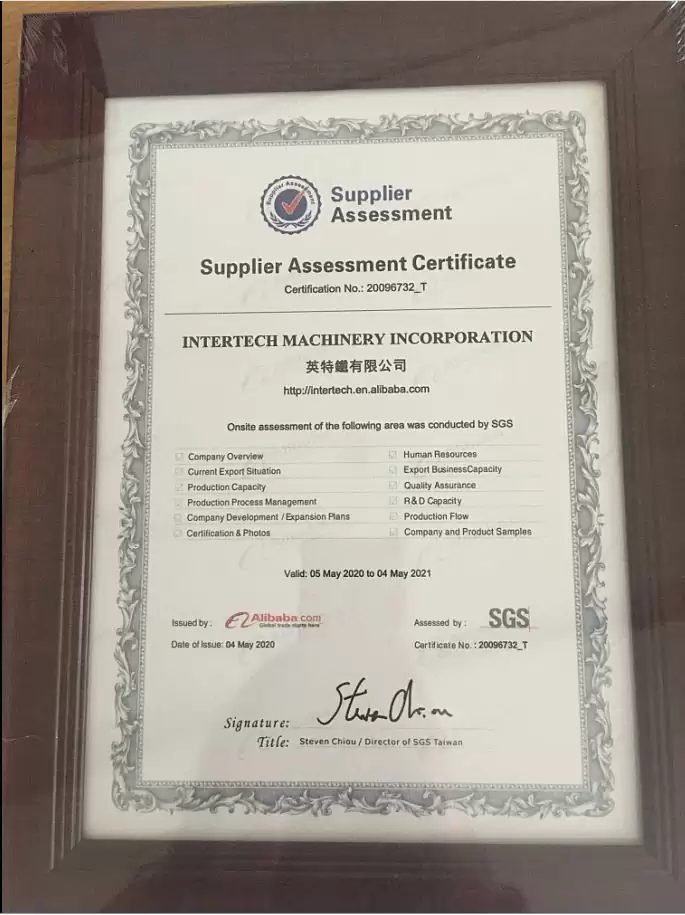 Supplier Assessment
Supplier
Assessment
Supplier Assessment Certificate
Certification No.: 20096732_T
INTERTECH MACHINERY INCORPORATION
英特鐵有限公司
http://intertech.en.alibaba.com
Onsite assessment of the following area was conducted by SGS
Company Overview
Current Export Situation
Production Capacity
Production Process Management
Company Development / Expansion Plans
Certification & Photos
Human Resources
Export BusinessCapacity
Quality Assurance
R&D Capacity
Production Flow
Company and Product Samples
Valid: 05 May 2020 to 04 May 2021
Issued by : Alibaba.com
Global trade starts here
Date of Issue: 04 May 2020
Assessed by : SGS
Certificate No. : 20096732_T
Signature:
Title: Steven Chiou / Director of SGS Taiwan